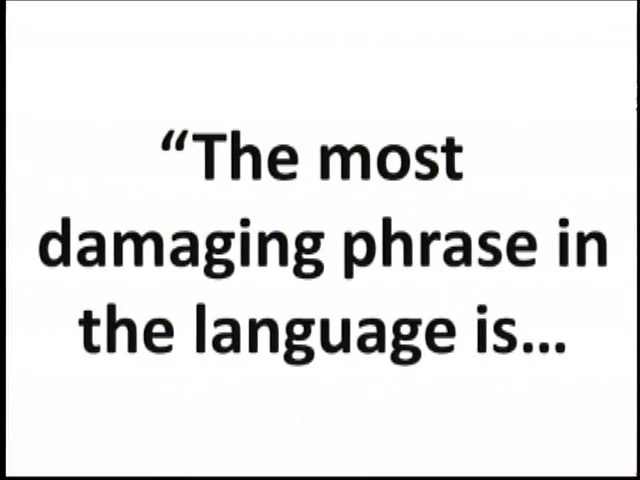 “The most
damaging phrase in
the language is...